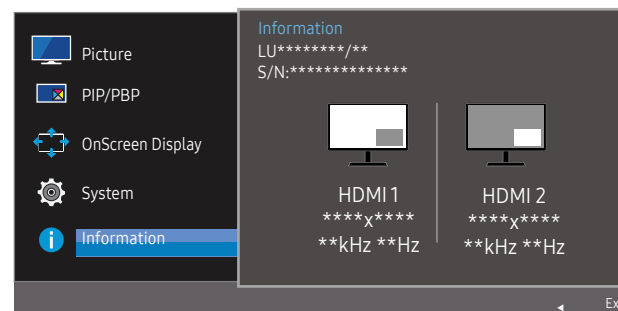 Picture
PIP/PBP
OnScreen Display
System
Information
Information
LU********/**
S/N:**************
HDMI 1
****x****
**kHz **Hz
HDMI 2
****x****
**kHz **Hz